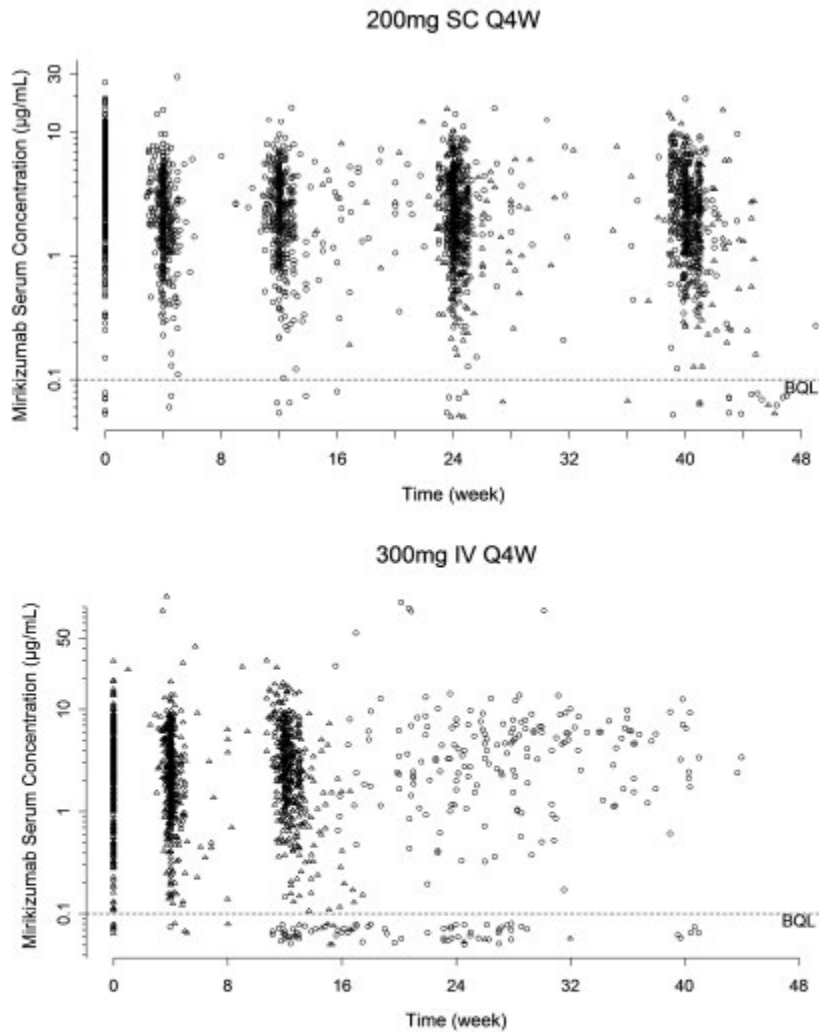 200mg SC Q4W
Mirikizumab Serum Concentration (µg/mL)
30
10
1
0.1
BQL
0 8 16 24 32 40 48
Time (week)
300mg IV Q4W
Mirikizumab Serum Concentration (µg/mL)
50
10
1
0.1
BQL
0 8 16 24 32 40 48
Time (week)